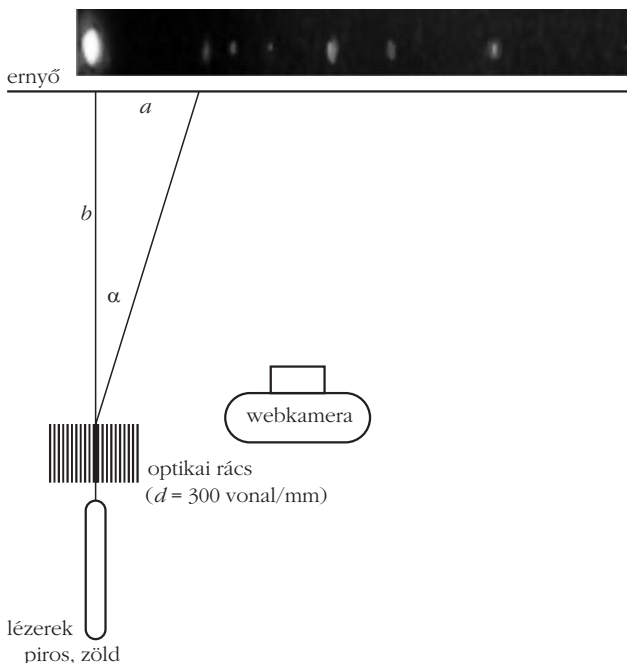 ernyő
a
b
α
webkamera
optikai rács
(d = 300 vonal/mm)
lézerek
piros, zöld